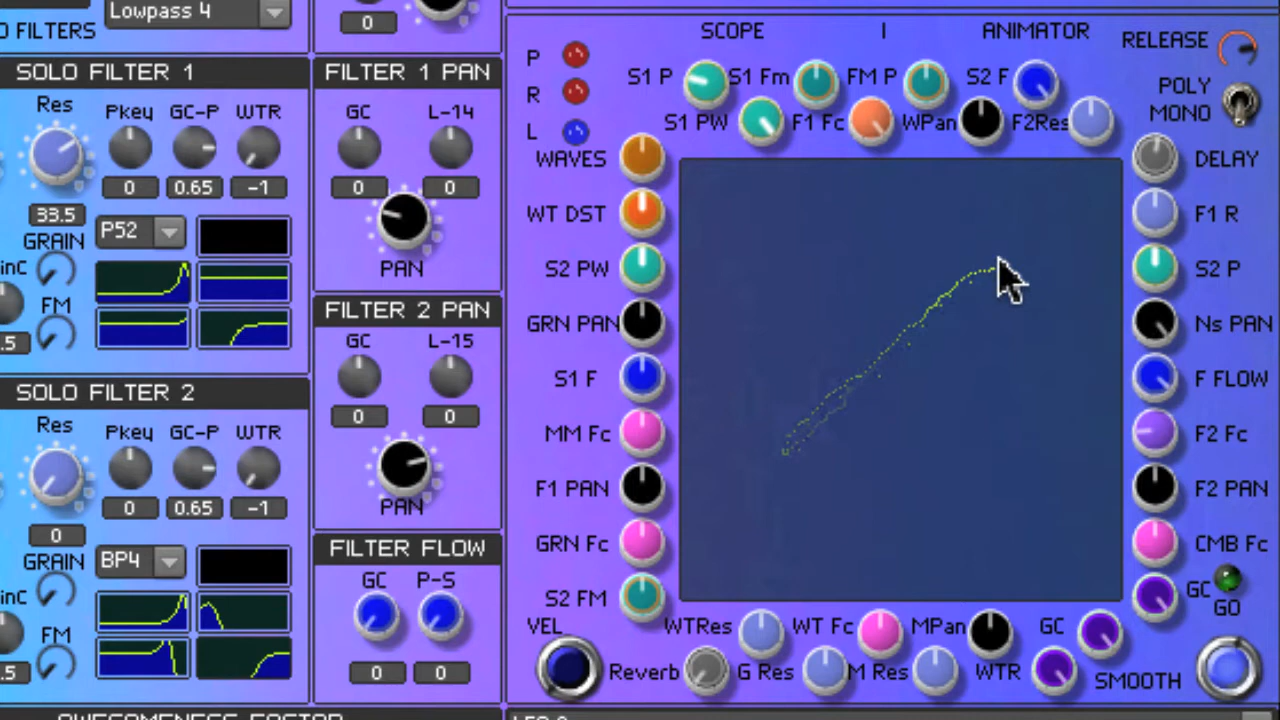 Lowpass 4
O FILTERS
0
SOLO FILTER 1
Res
Pkey GC-P WTR
0 0.65 -1
33.5
GRAIN
P52
inC
FM
.5
SOLO FILTER 2
Res
Pkey GC-P WTR
0 0.65 -1
0
GRAIN
BP4
inC
FM
.5
FILTER 1 PAN
GC L-14
0 0
PAN
FILTER 2 PAN
GC L-15
0 0
PAN
FILTER FLOW
GC P-S
0 0
SCOPE I ANIMATOR
RELEASE
POLY
MONO
P
R
L
S1 P S1 Fm FM P S2 F
S1 PW F1 Fc WPan F2Res
WAVES
WT DST
S2 PW
GRN PAN
S1 F
MM Fc
F1 PAN
GRN Fc
S2 FM
VEL
DELAY
F1 R
S2 P
Ns PAN
F FLOW
F2 Fc
F2 PAN
CMB Fc
GC
GO
WTRes WT Fc MPan GC
Reverb G Res M Res WTR SMOOTH
AWESOMENESS FACTOR